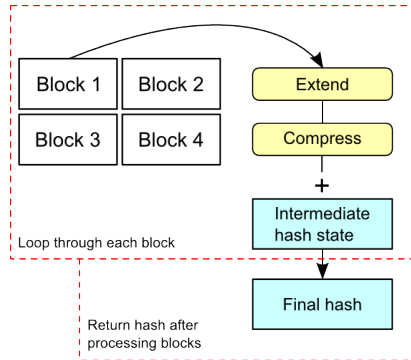 Block 1
Block 2
Extend
Block 3
Block 4
Compress
+
Intermediate
hash state
Loop through each block
Final hash
Return hash after
processing blocks